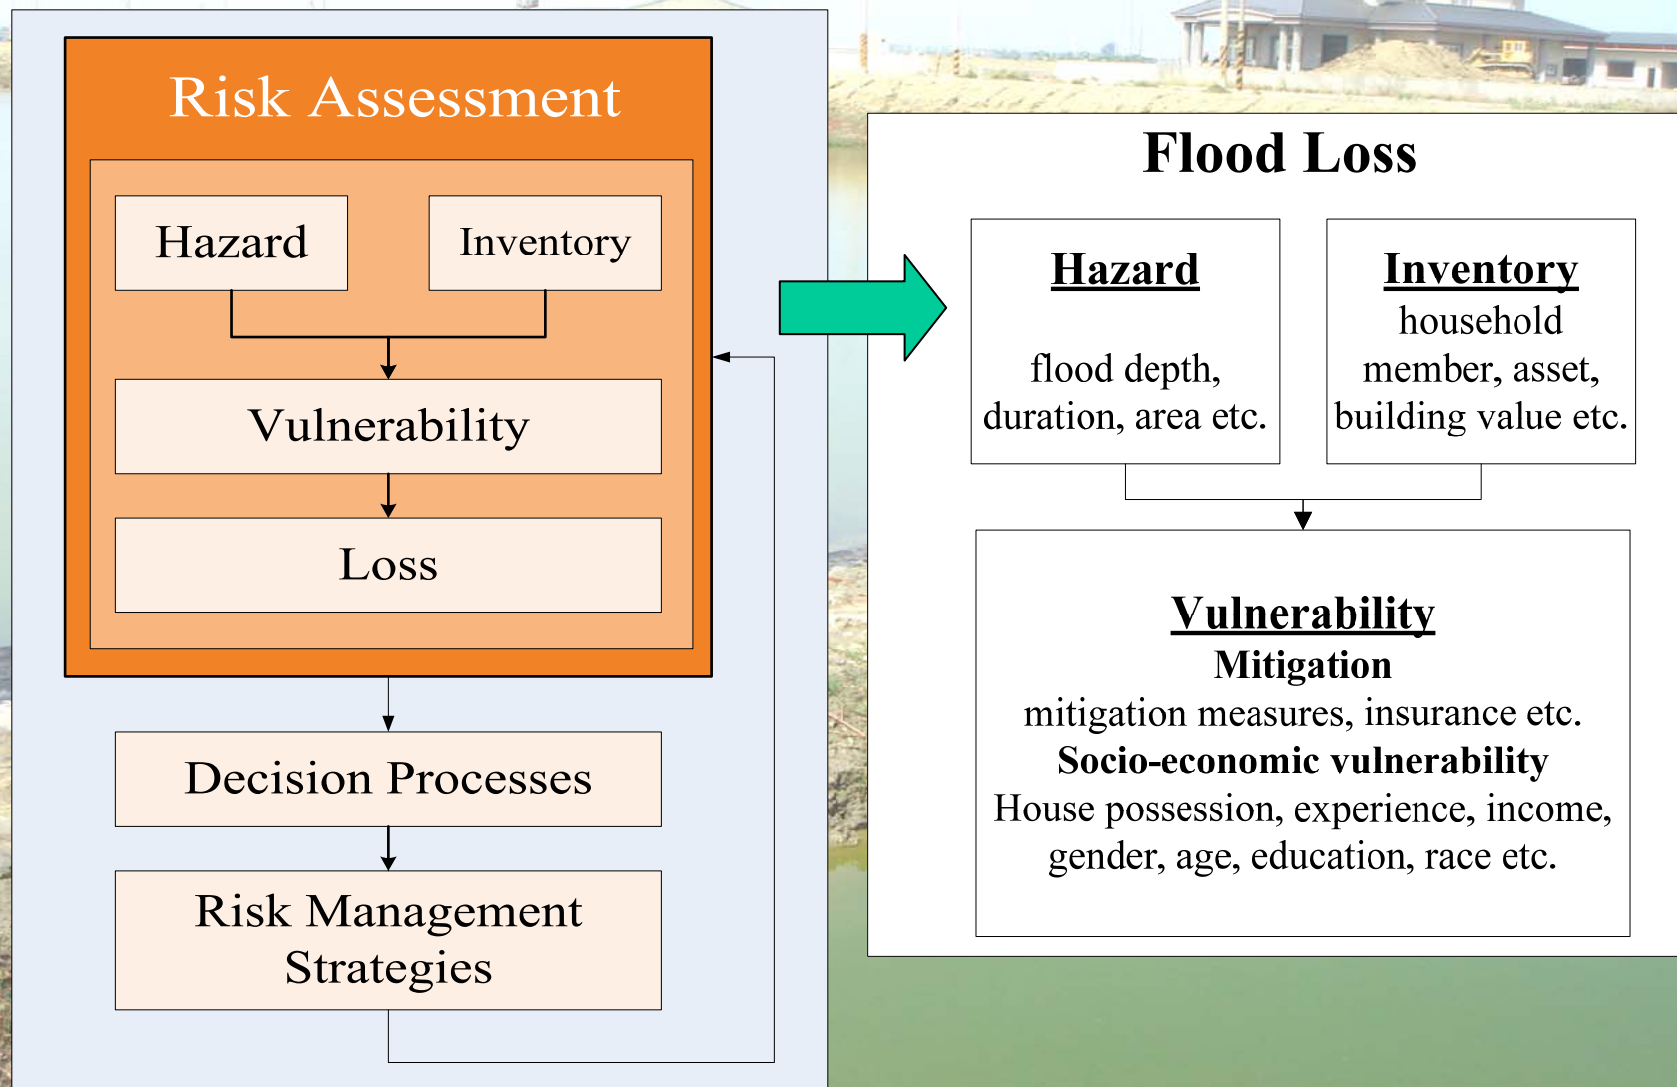 Risk Assessment
Hazard
Inventory
Vulnerability
Loss
Decision Processes
Risk Management
Strategies
Flood Loss
Hazard
flood depth,
duration, area etc.
Inventory
household
member, asset,
building value etc.
Vulnerability
Mitigation
mitigation measures, insurance etc.
Socio-economic vulnerability
House possession, experience, income,
gender, age, education, race etc.